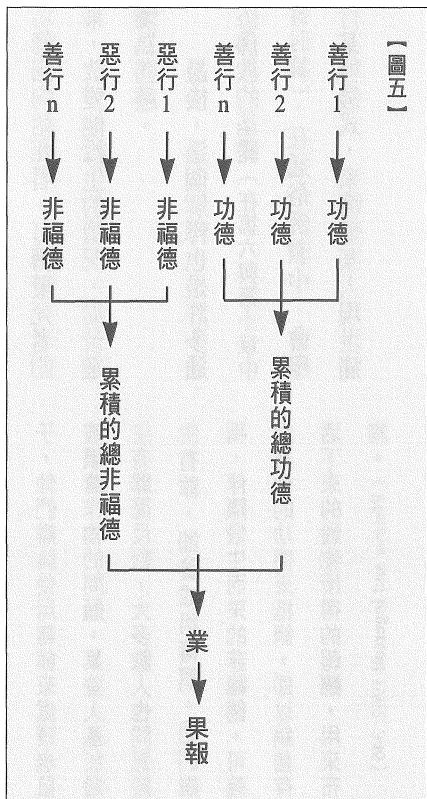 【圖五】
善行1
善行2
善行n
惡行1
惡行2
善行n
功德
功德
功德
非福德
非福德
非福德
累積的總功德
累積的總非福德
業
果報